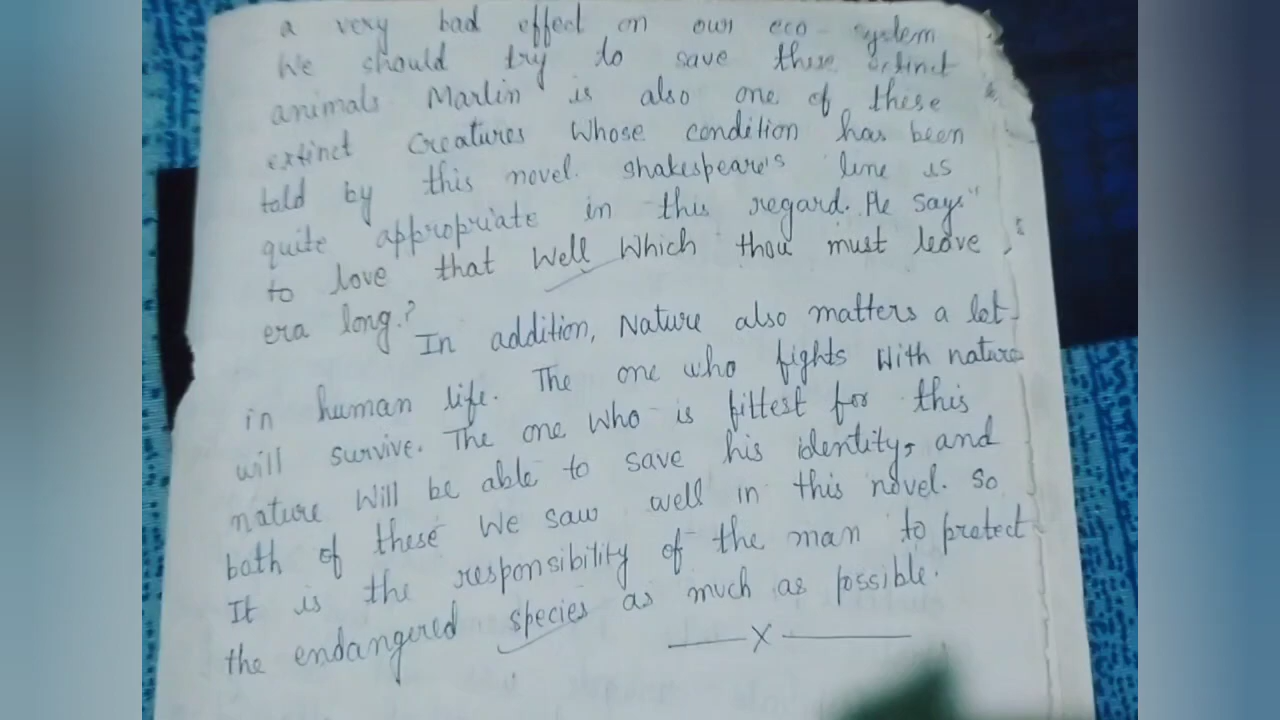 a very bad effect on our eco system
We should try to save these extinct
animals Marlin is also one of these
extinct Creatures Whose condition has been
told by this novel. Shakespeare's line is
quite appropriate in this regard. He says "
to love that Well Which thou must leave
era long.?
In addition, Nature also matters a lot
in human life. The one who fights With nature
will survive. The one Who is fittest for this
nature Will be able to save his identity, and
both of these We saw well in this novel. So
It is the responsibility of the man to protect
the endangered species as much as possible.
X